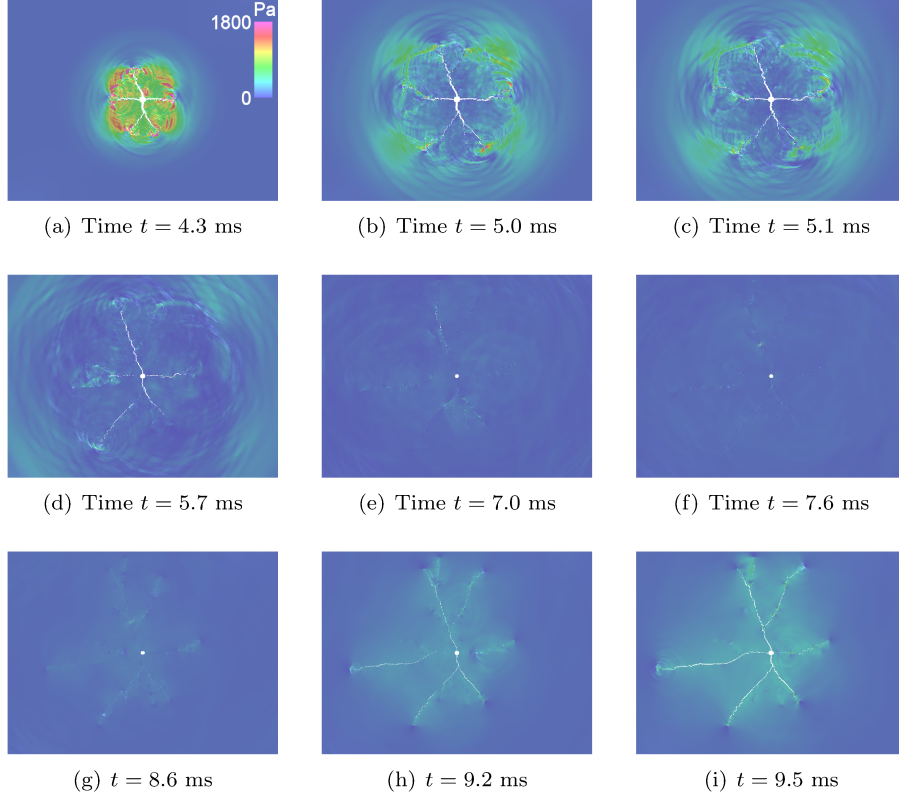 Pa
1800
0
(a) Time t = 4.3 ms
(b) Time t = 5.0 ms
(c) Time t = 5.1 ms
(d) Time t = 5.7 ms
(e) Time t = 7.0 ms
(f) Time t = 7.6 ms
(g) t = 8.6 ms
(h) t = 9.2 ms
(i) t = 9.5 ms